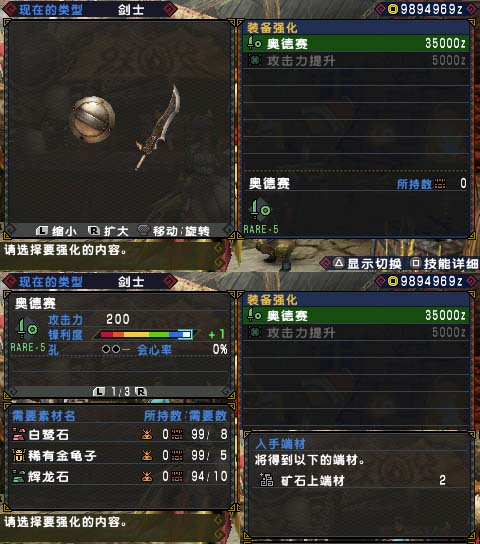 现在的类型 剑士
9894969z
装备强化
奥德赛 35000z
攻击力提升 5000z
奥德赛 所持数 0
RARE-5
L 缩小 R 扩大 移动/旋转
请选择要强化的内容。
△ 显示切换 □ 技能详细
现在的类型 剑士
9894969z
奥德赛
攻击力 200
锋利度 +1
RARE-5 孔 ●●― 会心率 0%
L 1/3 R
需要素材名 所持数/需要数
白鹭石 0 99/ 8
稀有金龟子 0 99/ 5
辉龙石 0 94/10
请选择要强化的内容。
装备强化
奥德赛 35000z
攻击力提升 5000z
入手端材
将得到以下的端材。
矿石上端材 2